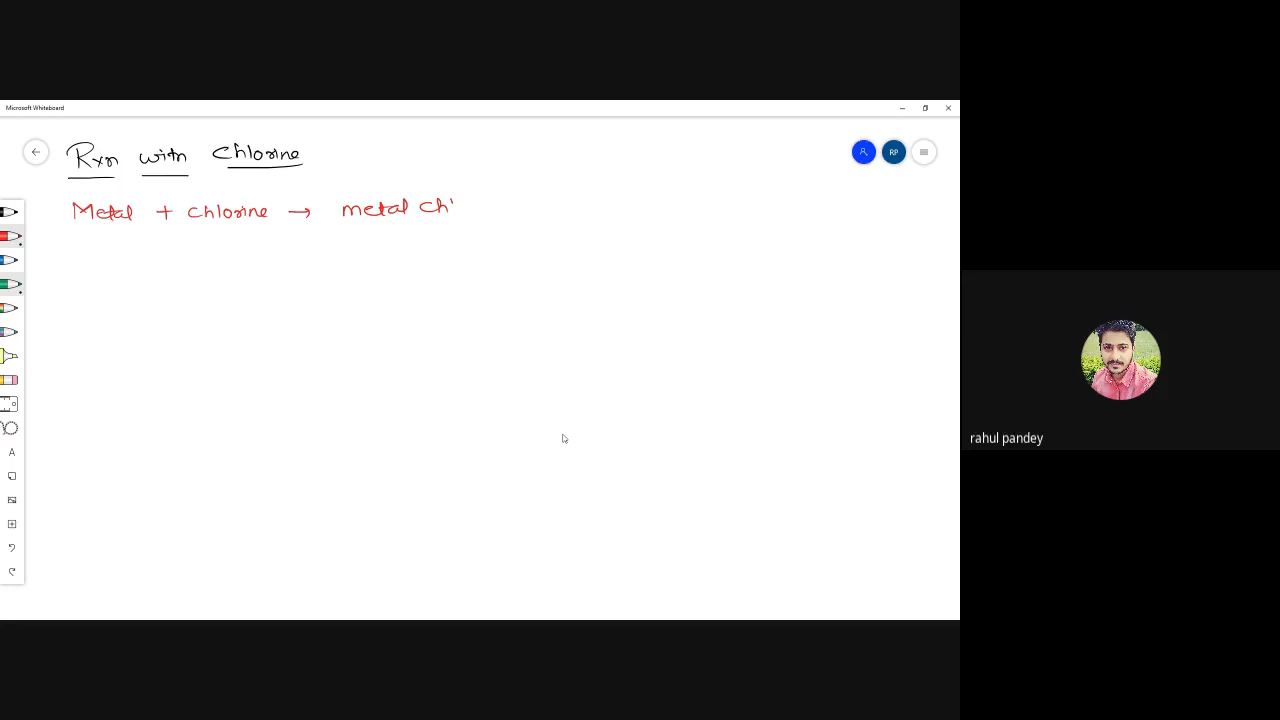 Microsoft Whiteboard
Rxn with Chlorine
RP
Metal + chlorine → metal Ch
A
rahul pandey